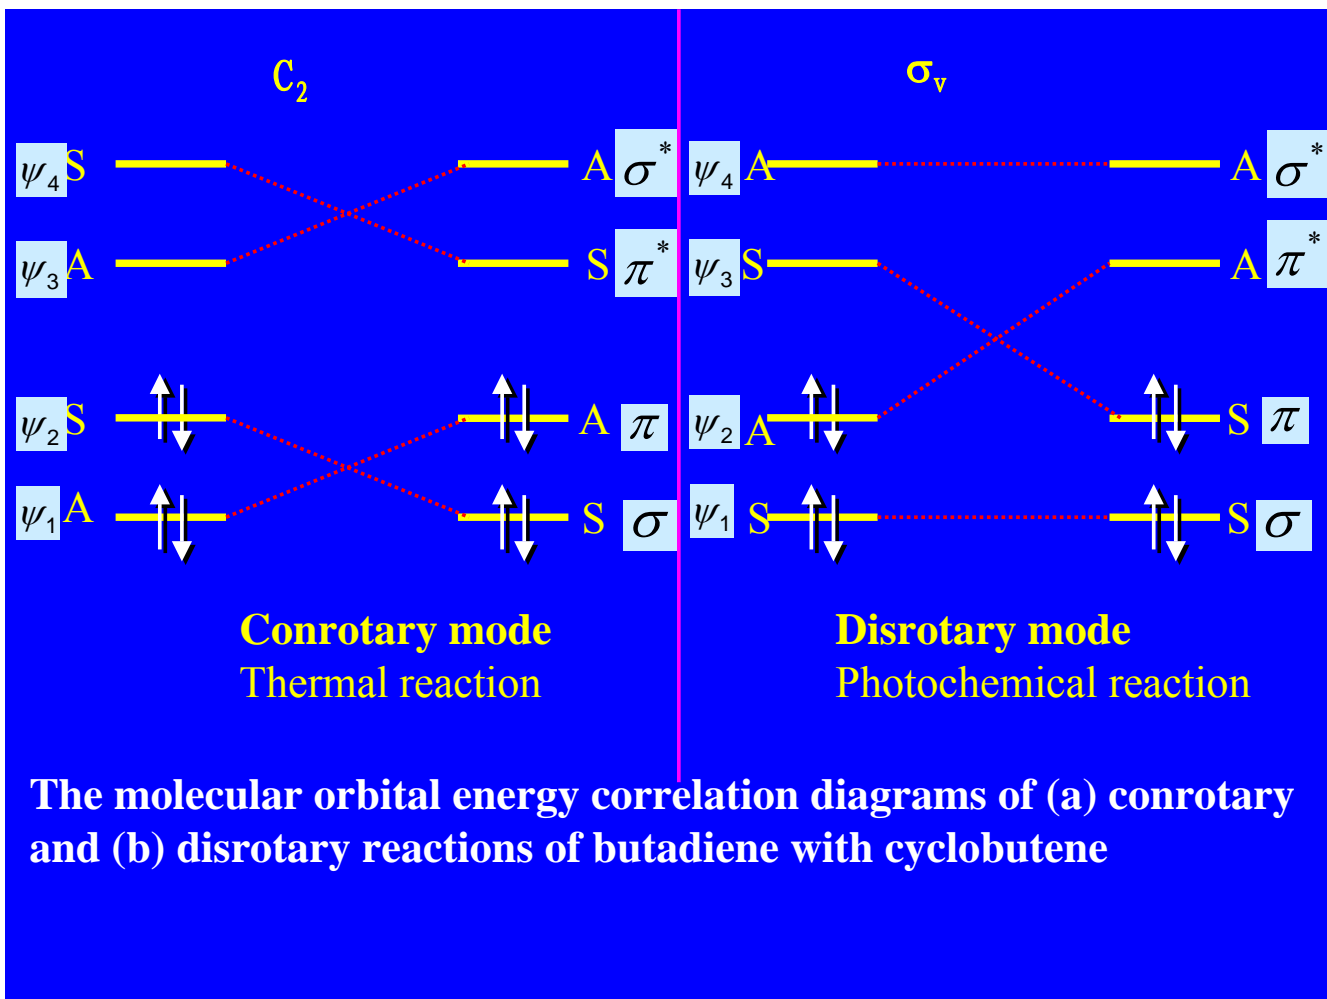 C₂
σᵥ
ψ₄ S A σ* ψ₄ A A σ*
ψ₃ A S π* ψ₃ S A π*
ψ₂ S A π ψ₂ A S π
ψ₁ A S σ ψ₁ S S σ
Conrotary mode
Thermal reaction
Disrotary mode
Photochemical reaction
The molecular orbital energy correlation diagrams of (a) conrotary
and (b) disrotary reactions of butadiene with cyclobutene